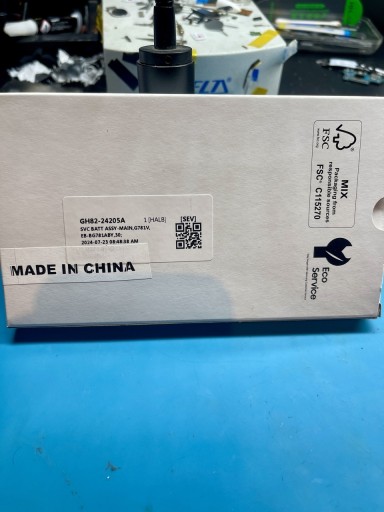 GH82-24205A 1 [HALB] [SEV]
SVC BATT ASSY-MAIN,G781V,
EB-BG781ABY,30;
2024-07-23 08:48:08 AM
MADE IN CHINA
FSC
MIX
Packaging from
responsible sources
FSC® C115270
Eco
Service